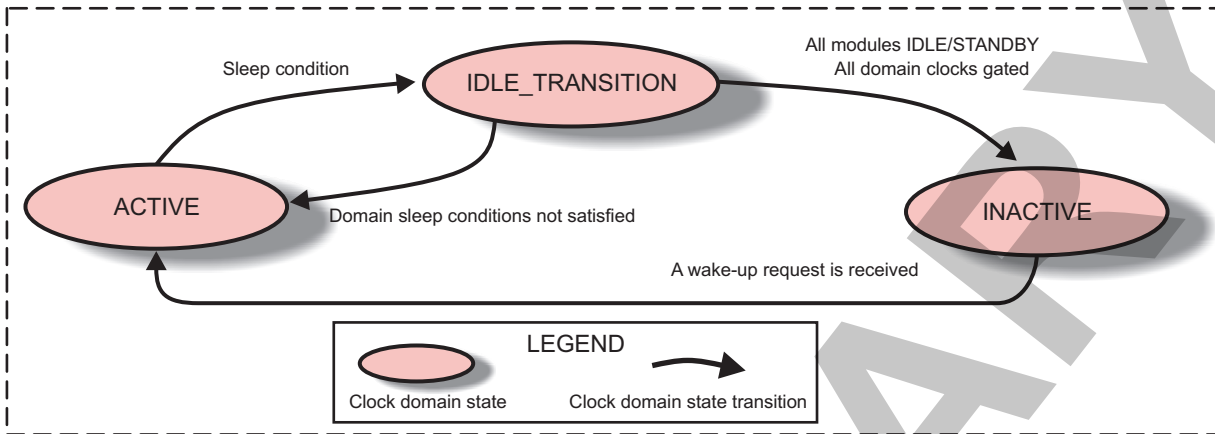 Sleep condition
IDLE_TRANSITION
All modules IDLE/STANDBY
All domain clocks gated
ACTIVE
Domain sleep conditions not satisfied
INACTIVE
A wake-up request is received
LEGEND
Clock domain state
Clock domain state transition